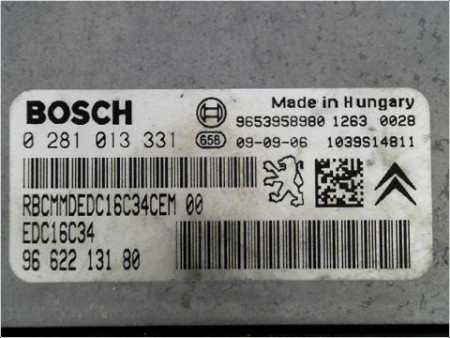 BOSCH
Made in Hungary
9653958980 1263 0028
0 281 013 331
658
09-09-06 1039S14811
RBCMMDEDC16C34CEM 00
EDC16C34
96 622 131 80